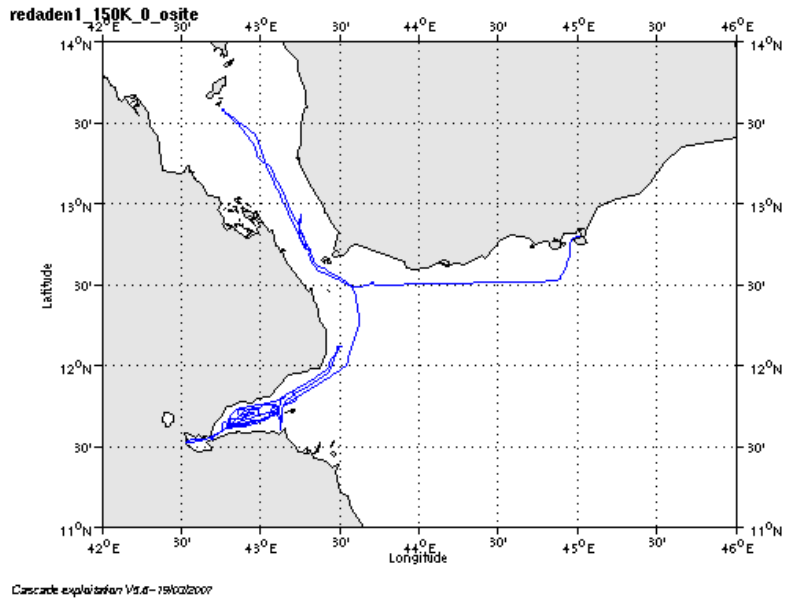 redaden1_150K_0_osite
42°E 30' 43°E 30' 44°E 30' 45°E 30' 46°E
14°N 14°N
30' 30'
13°N 13°N
30' 30'
12°N 12°N
30' 30'
11°N 11°N
Latitude
42°E 30' 43°E 30' 44°E 30' 45°E 30' 46°E
Longitude
Cascade exploitation V5.6-19/02/2007